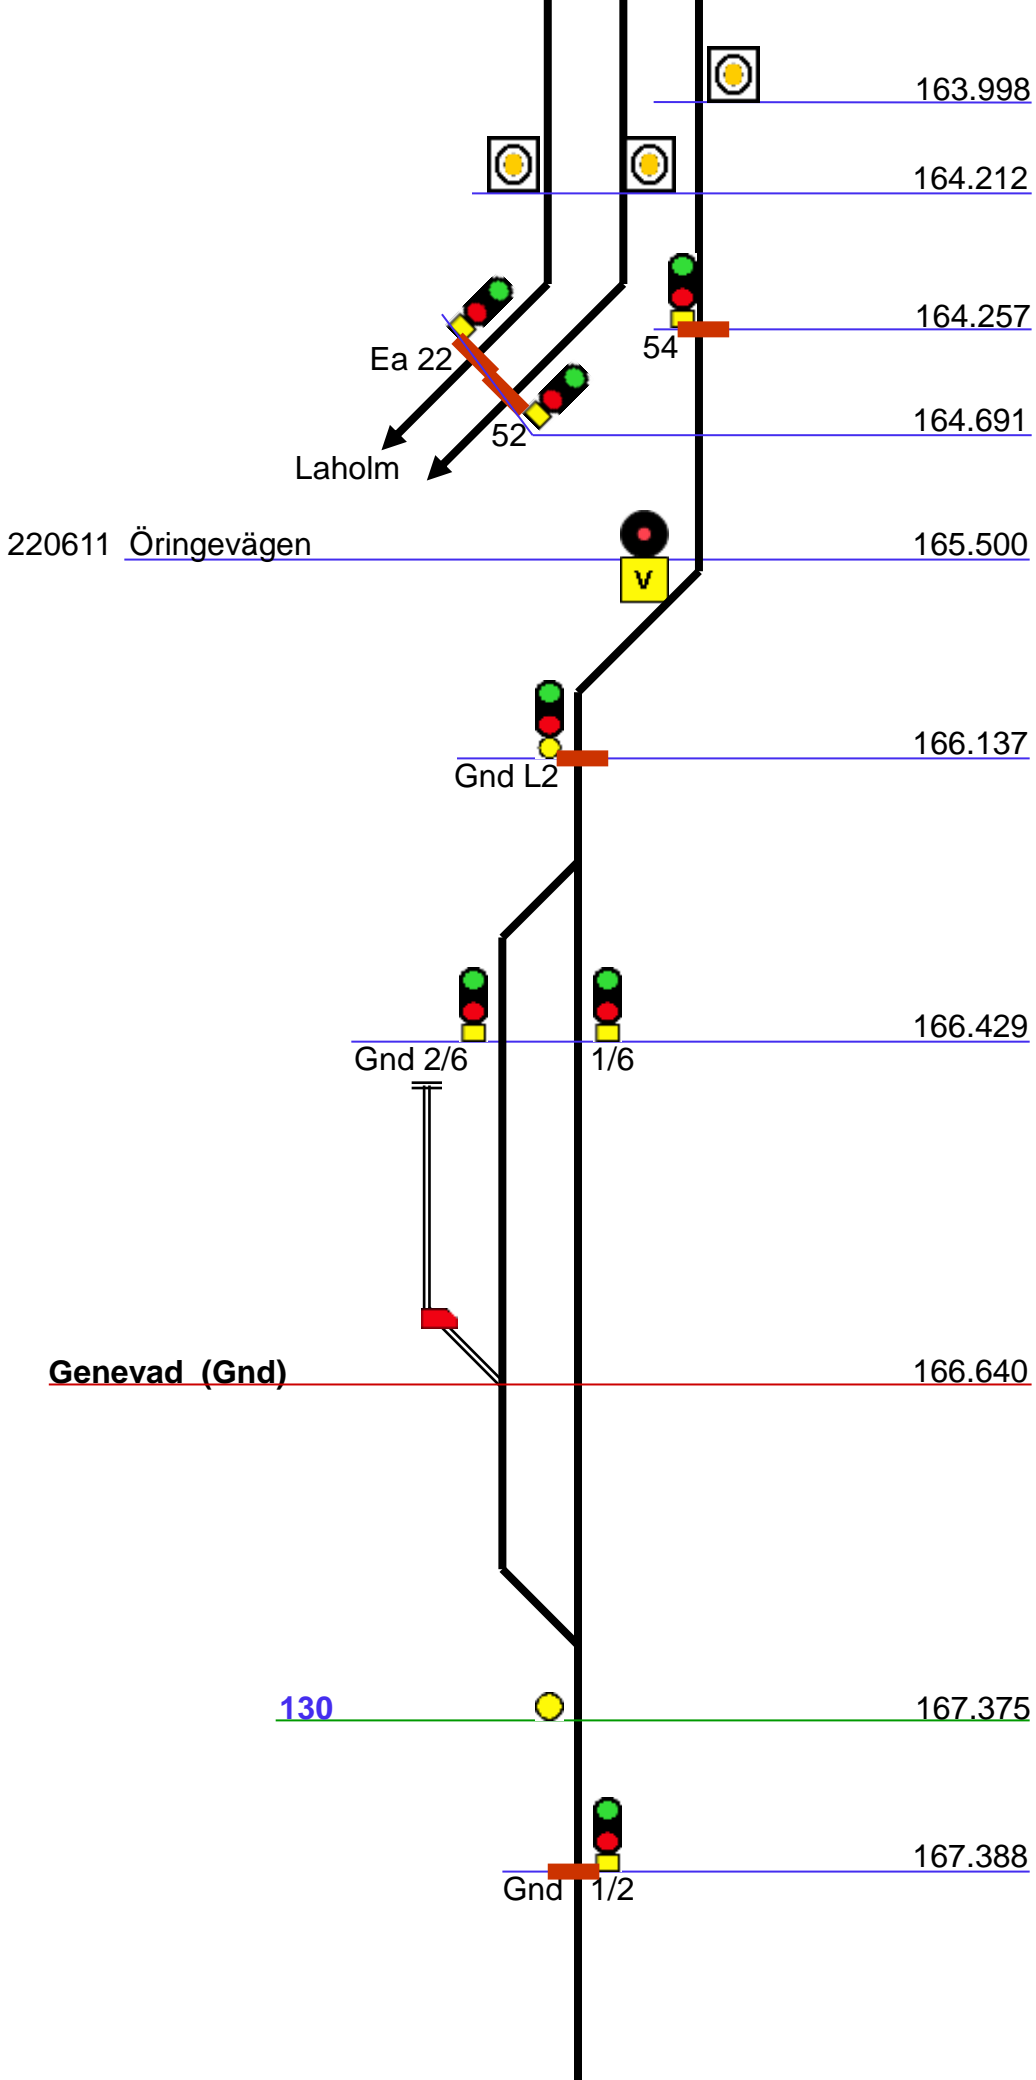 163.998
164.212
164.257
54
Ea 22
164.691
52
Laholm
220611 Öringevägen 165.500
V
166.137
Gnd L2
166.429
Gnd 2/6 1/6
Genevad (Gnd) 166.640
130 167.375
167.388
Gnd 1/2